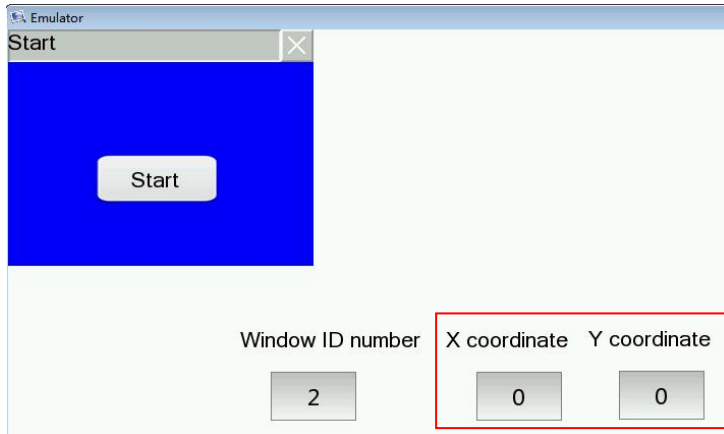 Emulator
Start
Start
Window ID number X coordinate Y coordinate
2 0 0